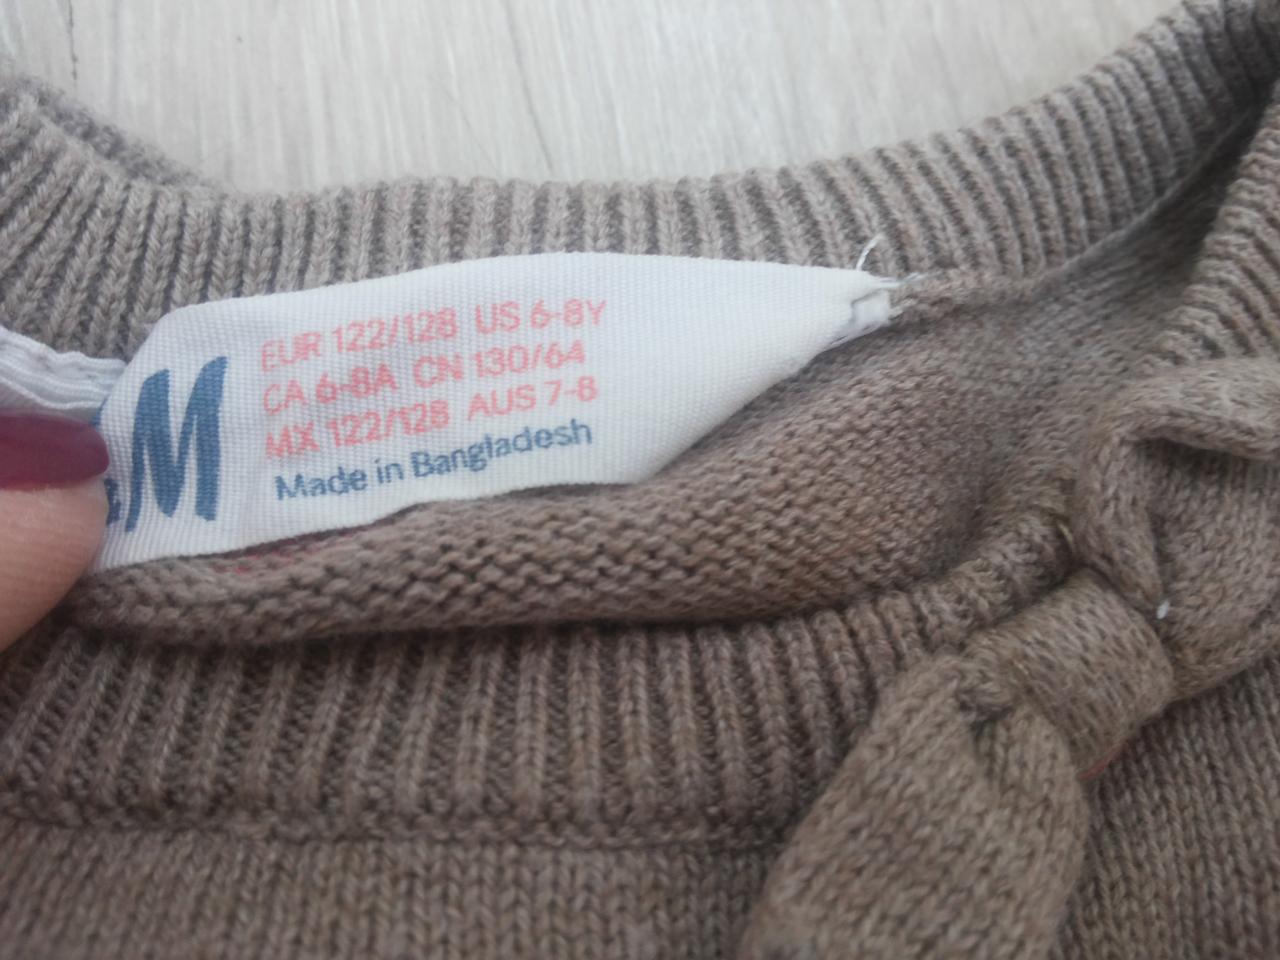 &M
EUR 122/128 US 6-8Y
CA 6-8A CN 130/64
MX 122/128 AUS 7-8
Made in Bangladesh